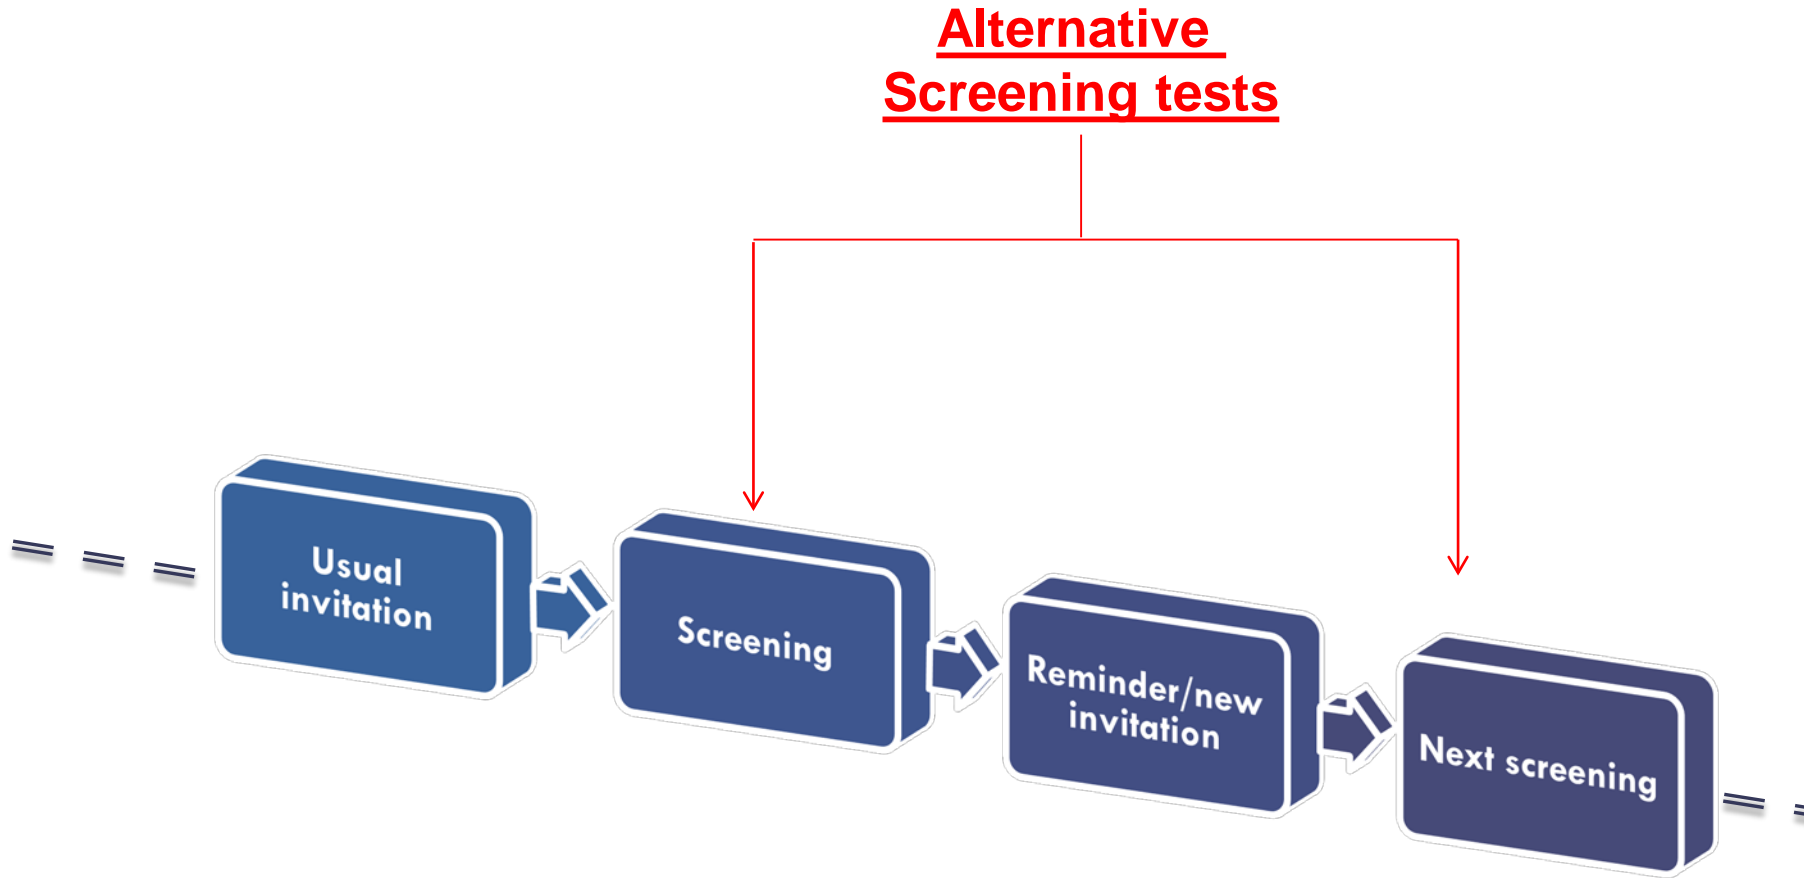 Alternative
Screening tests
Usual
invitation
Screening
Reminder/new
invitation
Next screening